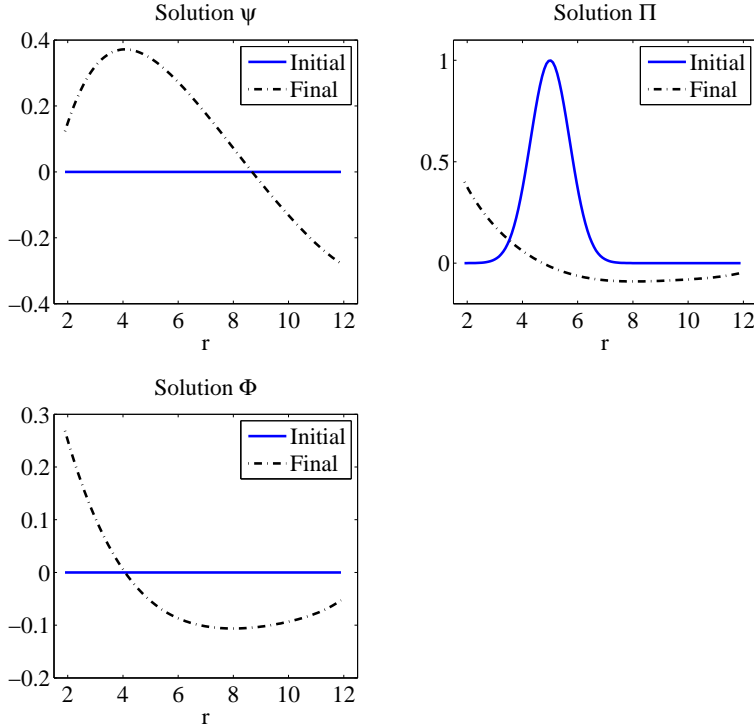 Solution ψ
0.4
0.2
0
−0.2
−0.4
2 4 6 8 10 12
r
Initial
Final
Solution Π
1
0.5
0
2 4 6 8 10 12
r
Initial
Final
Solution Φ
0.3
0.2
0.1
0
−0.1
−0.2
2 4 6 8 10 12
r
Initial
Final